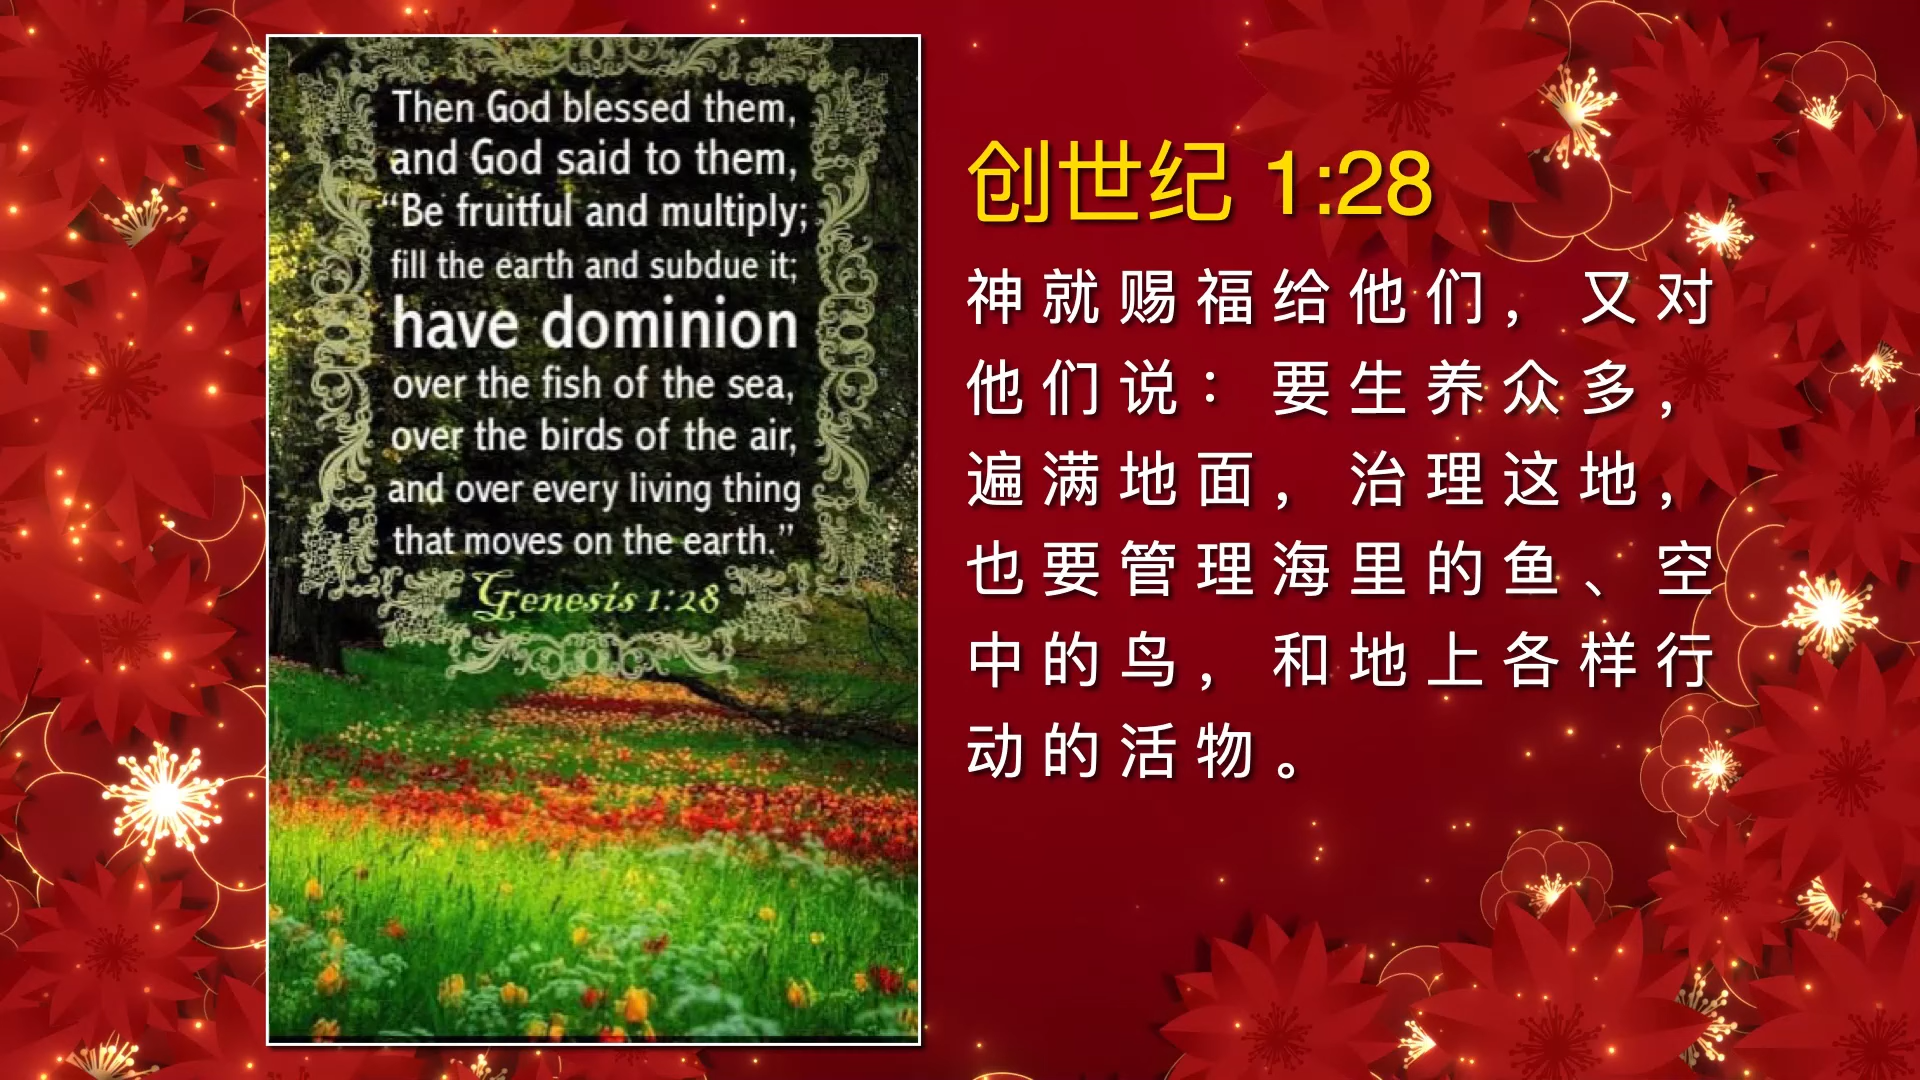 Then God blessed them,
and God said to them,
“Be fruitful and multiply;
fill the earth and subdue it;
have dominion
over the fish of the sea,
over the birds of the air,
and over every living thing
that moves on the earth.”
Genesis 1:28
创世纪 1:28
神就赐福给他们，又对
他们说：要生养众多，
遍满地面，治理这地，
也要管理海里的鱼、空
中的鸟，和地上各样行
动的活物。